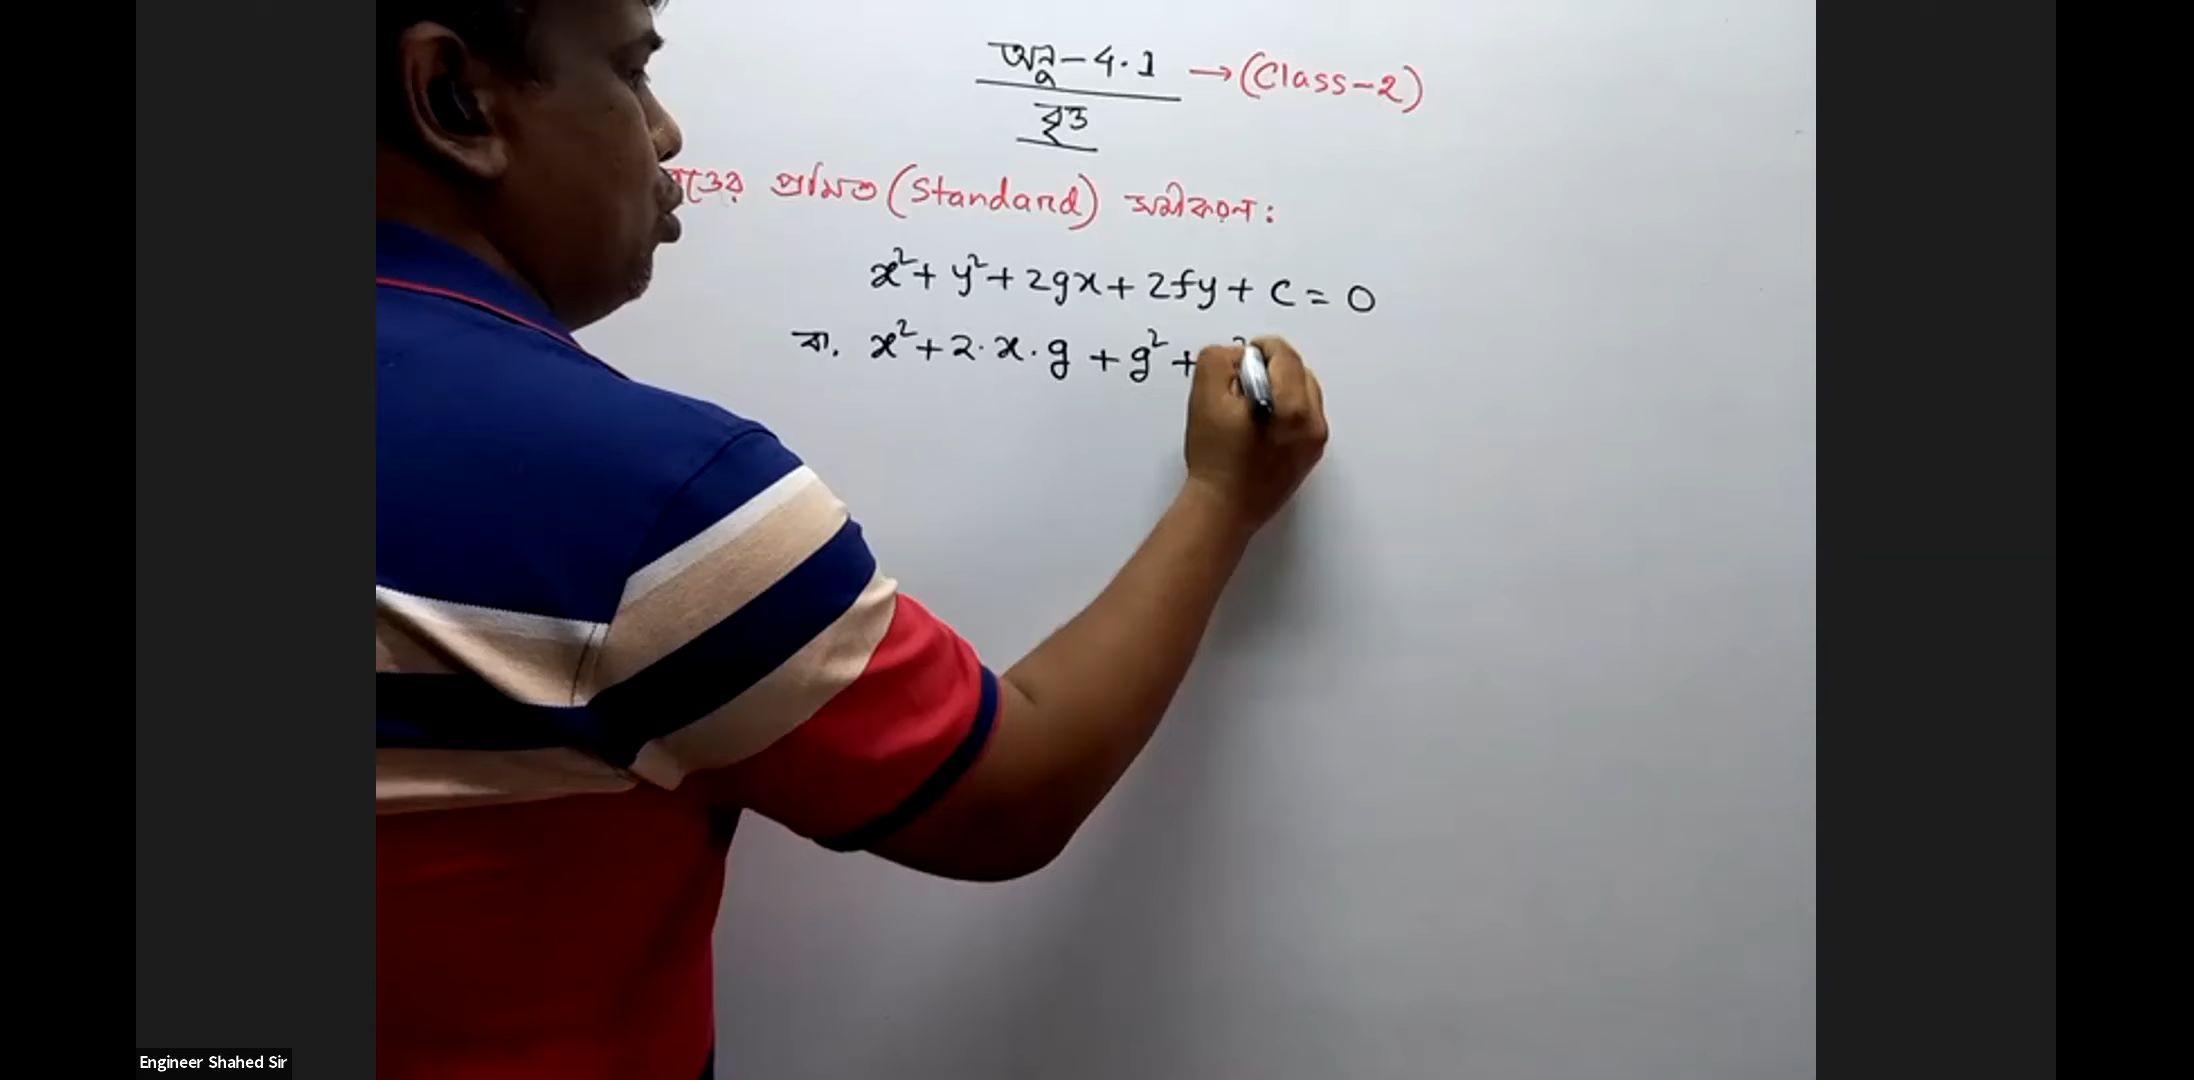 অনু-4.1 → (Class-2)
বৃত্ত
প্রমিত (Standard) সমীকরণ:
x²+ y²+ 2gx+ 2fy+ c = 0
বা. x²+2·x·g + g² +
Engineer Shahed Sir